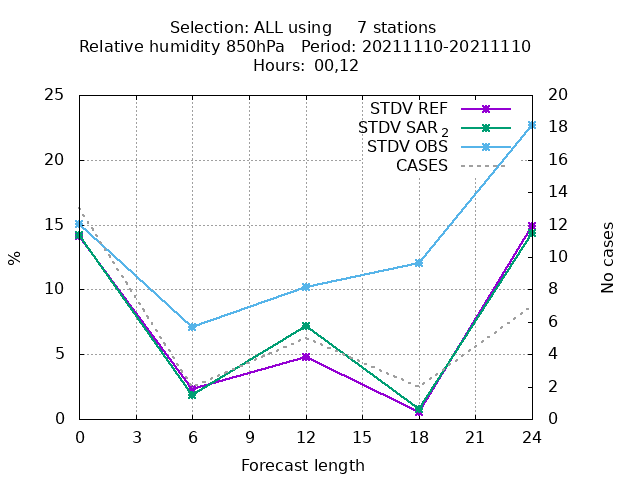 Selection: ALL using     7 stations
Relative humidity 850hPa   Period: 20211110-20211110
Hours: 00,12
STDV REF
STDV SAR 2
STDV OBS
CASES
%
25
20
15
10
5
0
No cases
20
18
16
14
12
10
8
6
4
2
0
0 3 6 9 12 15 18 21 24
Forecast length